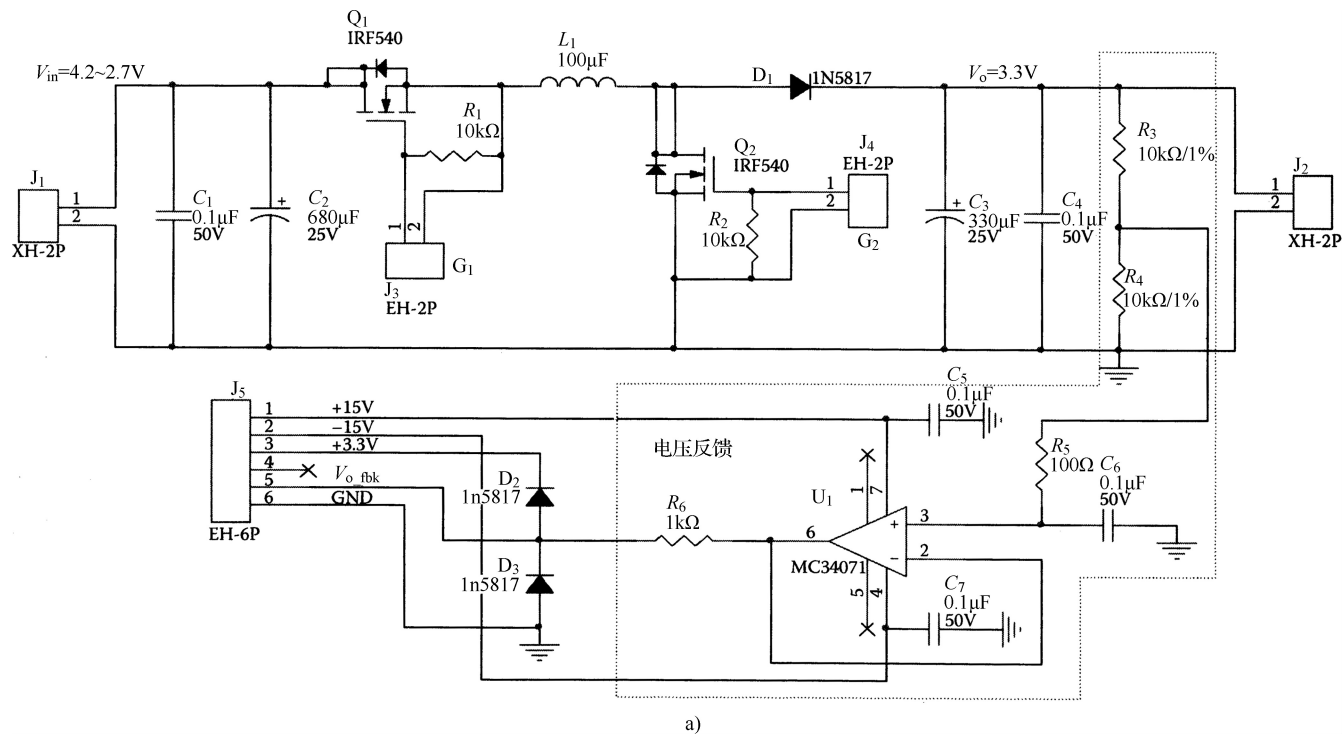 Q1
IRF540
L1
100μF
Vin=4.2~2.7V
D1
1N5817
Vo=3.3V
R1
10kΩ
R3
10kΩ/1%
Q2
IRF540
J4
EH-2P
1
2
G2
J1
1
2
XH-2P
C1
0.1μF
50V
C2
680μF
25V
R2
10kΩ
C3
330μF
25V
C4
0.1μF
50V
J2
1
2
XH-2P
1
2
G1
J3
EH-2P
R4
10kΩ/1%
J5
1
+15V
2
−15V
3
+3.3V
4
5
Vo_fbk
6
GND
EH-6P
C5
0.1μF
50V
电压反馈
R5
100Ω
C6
0.1μF
50V
D2
1n5817
R6
1kΩ
U1
1
7
+
3
6
−
2
MC34071
D3
1n5817
5
4
C7
0.1μF
50V
a)